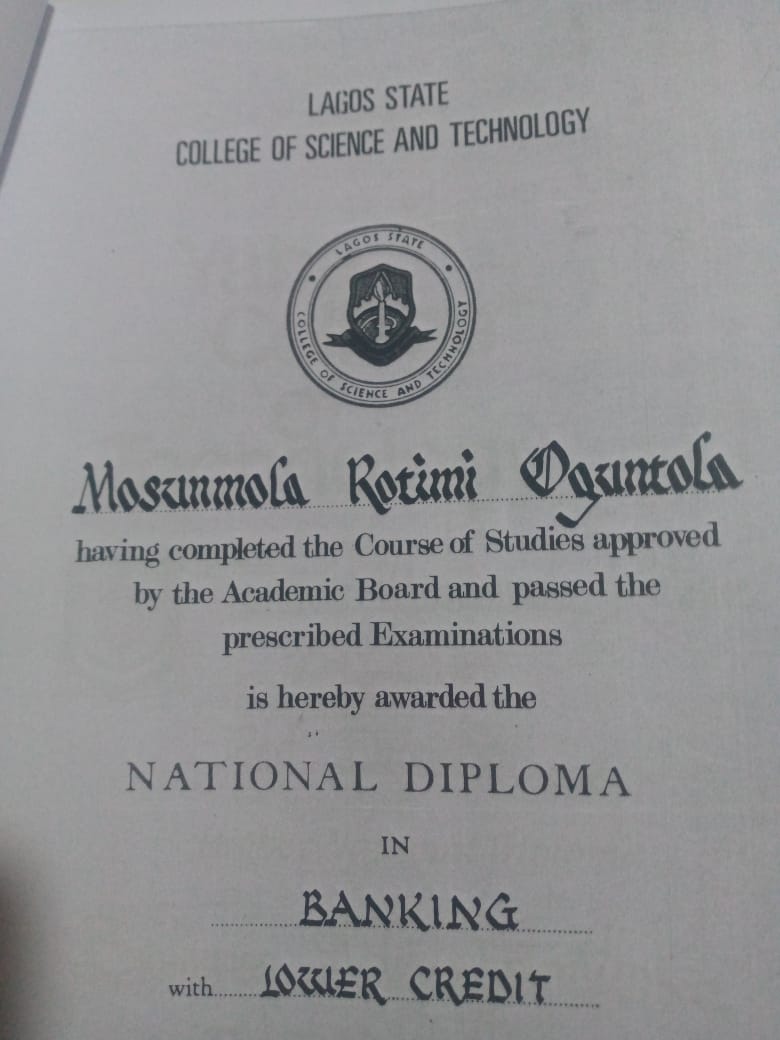 LAGOS STATE
COLLEGE OF SCIENCE AND TECHNOLOGY
LAGOS STATE
COLLEGE OF SCIENCE AND TECHNOLOGY
Mosunmola Rotimi Oguntola
having completed the Course of Studies approved
by the Academic Board and passed the
prescribed Examinations
is hereby awarded the
NATIONAL DIPLOMA
IN
BANKING
with LOWER CREDIT